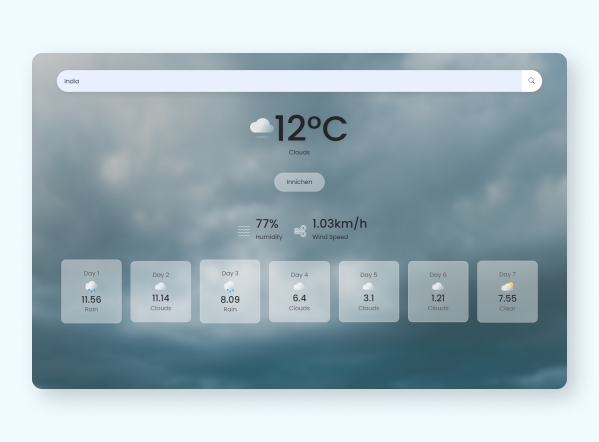 India
12°C
Clouds
Innichen
77%
Humidity
1.03km/h
Wind Speed
Day 1
11.56
Rain
Day 2
11.14
Clouds
Day 3
8.09
Rain
Day 4
6.4
Clouds
Day 5
3.1
Clouds
Day 6
1.21
Clouds
Day 7
7.55
Clear